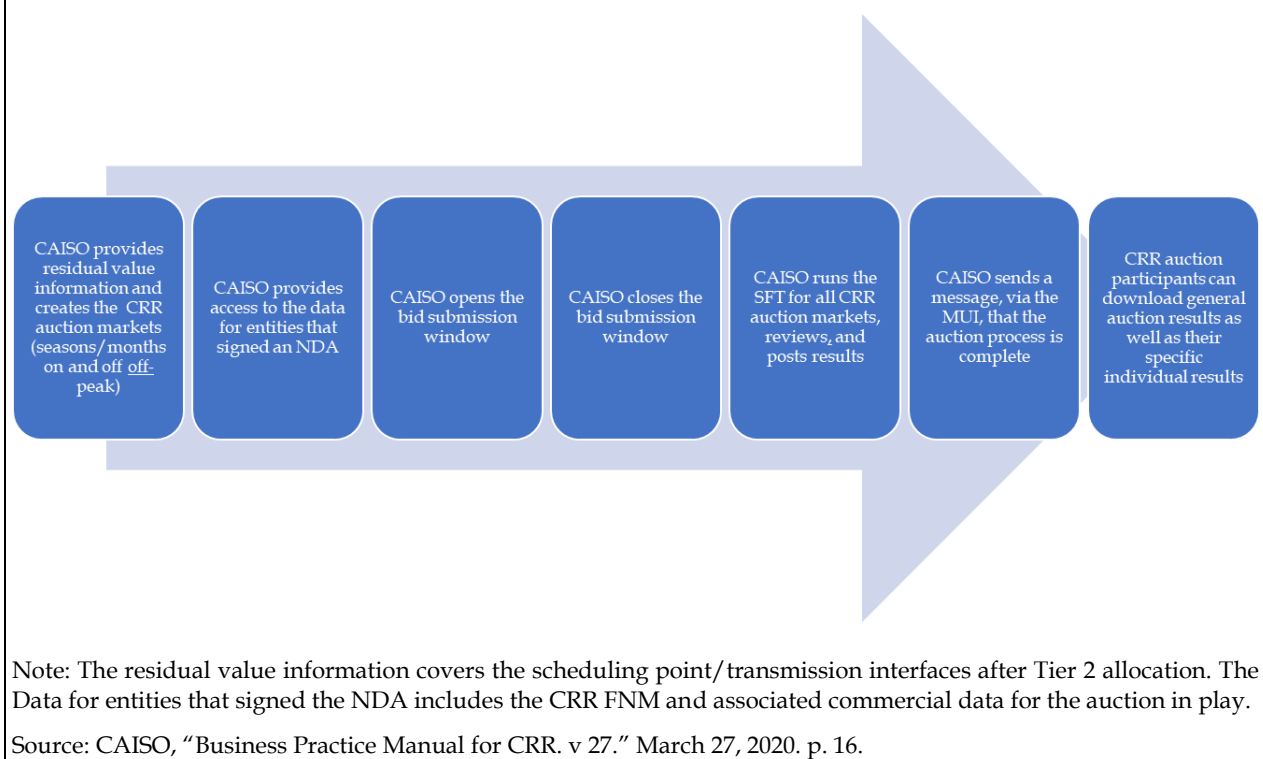 CAISO provides
residual value
information and
creates the CRR
auction markets
(seasons/months
on and off off-
peak)
CAISO provides
access to the data
for entities that
signed an NDA
CAISO opens the
bid submission
window
CAISO closes the
bid submission
window
CAISO runs the
SFT for all CRR
auction markets,
reviews, and
posts results
CAISO sends a
message, via the
MUI, that the
auction process is
complete
CRR auction
participants can
download general
auction results as
well as their
specific
individual results
Note: The residual value information covers the scheduling point/transmission interfaces after Tier 2 allocation. The
Data for entities that signed the NDA includes the CRR FNM and associated commercial data for the auction in play.
Source: CAISO, “Business Practice Manual for CRR. v 27.” March 27, 2020. p. 16.